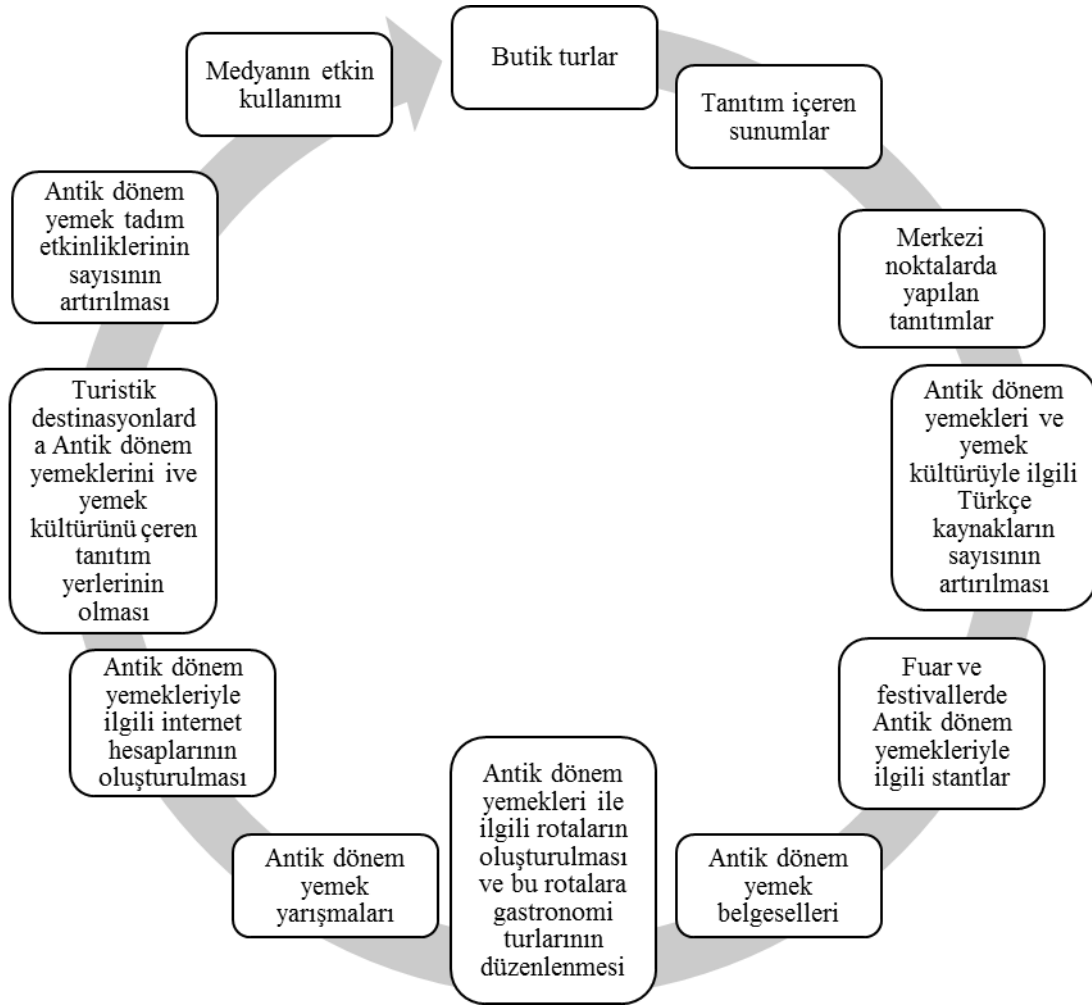 Butik turlar
Tanıtım içeren
sunumlar
Merkezi
noktalarda
yapılan
tanıtımlar
Antik dönem
yemekleri ve
yemek
kültürüyle ilgili
Türkçe
kaynakların
sayısının
artırılması
Fuar ve
festivallerde
Antik dönem
yemekleriyle
ilgili stantlar
Antik dönem
yemek
belgeselleri
Antik dönem
yemekleri ile
ilgili rotaların
oluşturulması
ve bu rotalara
gastronomi
turlarının
düzenlenmesi
Antik dönem
yemek
yarışmaları
Antik dönem
yemekleriyle
ilgili internet
hesaplarının
oluşturulması
Turistik
destinasyonlard
a Antik dönem
yemeklerini ive
yemek
kültürünü çeren
tanıtım
yerlerinin
olması
Antik dönem
yemek tadım
etkinliklerinin
sayısının
artırılması
Medyanın etkin
kullanımı